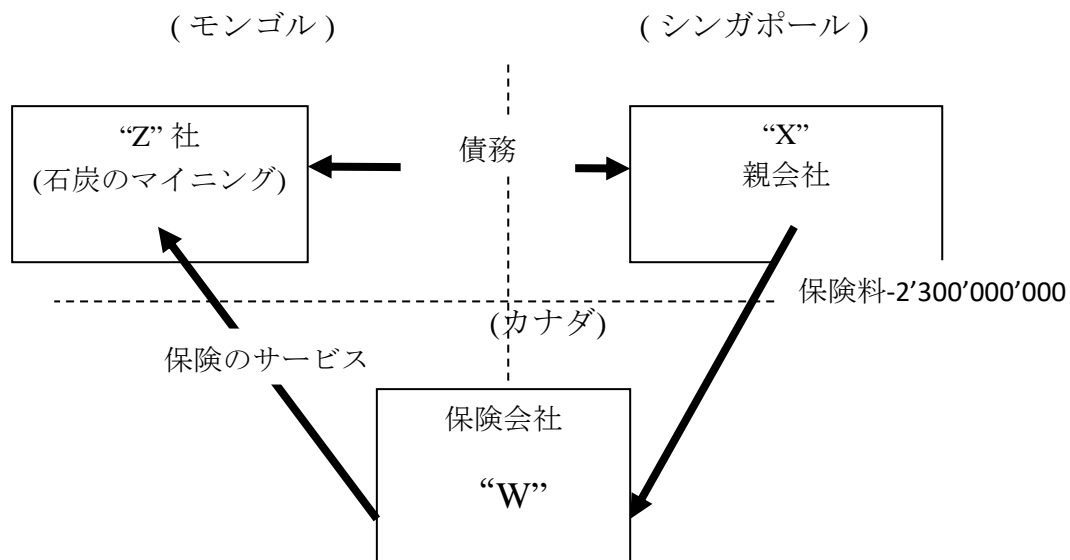 ( モンゴル )
( シンガポール )
“Z” 社
(石炭のマイニング)
債務
“X”
親会社
保険料-2’300’000’000
(カナダ)
保険のサービス
保険会社
“W”